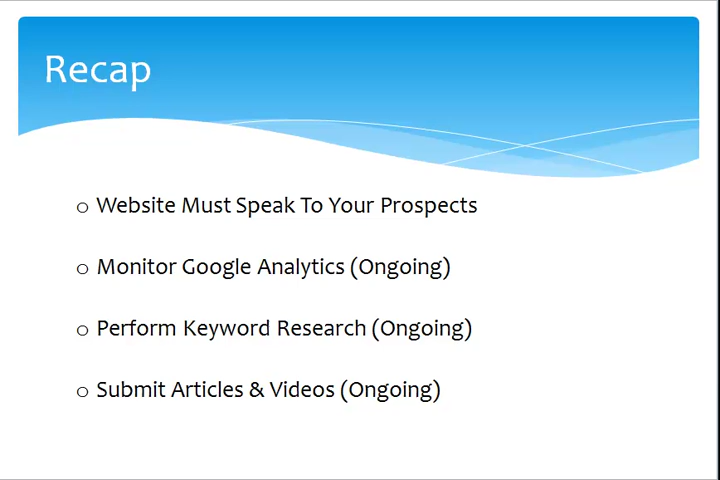 Recap
o Website Must Speak To Your Prospects
o Monitor Google Analytics (Ongoing)
o Perform Keyword Research (Ongoing)
o Submit Articles & Videos (Ongoing)